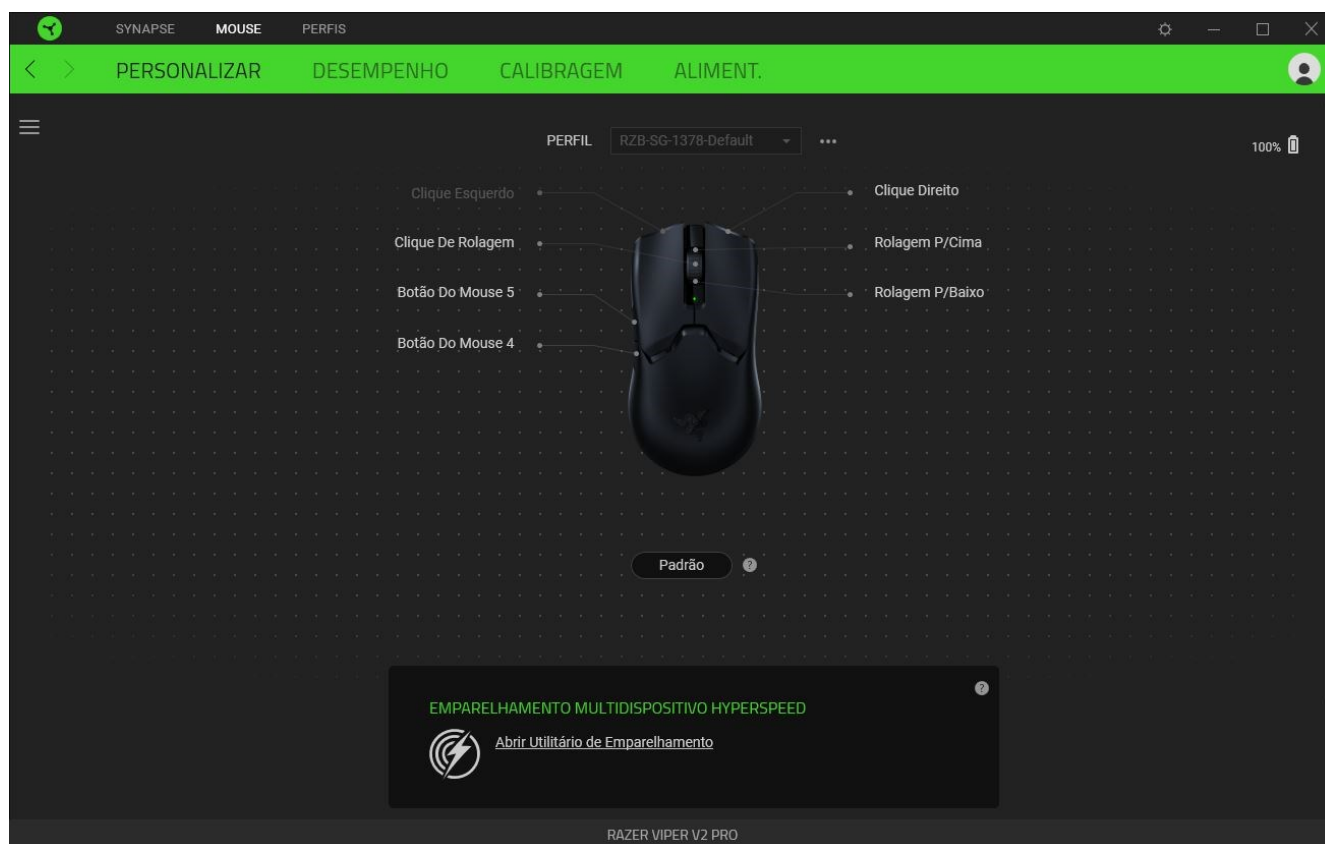 SYNAPSE MOUSE PERFIS
PERSONALIZAR DESEMPENHO CALIBRAGEM ALIMENT.
PERFIL RZB-SG-1378-Default
100%
Clique Esquerdo Clique Direito
Clique De Rolagem Rolagem P/Cima
Botão Do Mouse 5 Rolagem P/Baixo
Botão Do Mouse 4
Padrão ?
?
EMPARELHAMENTO MULTIDISPOSITIVO HYPERSPEED
Abrir Utilitário de Emparelhamento
RAZER VIPER V2 PRO